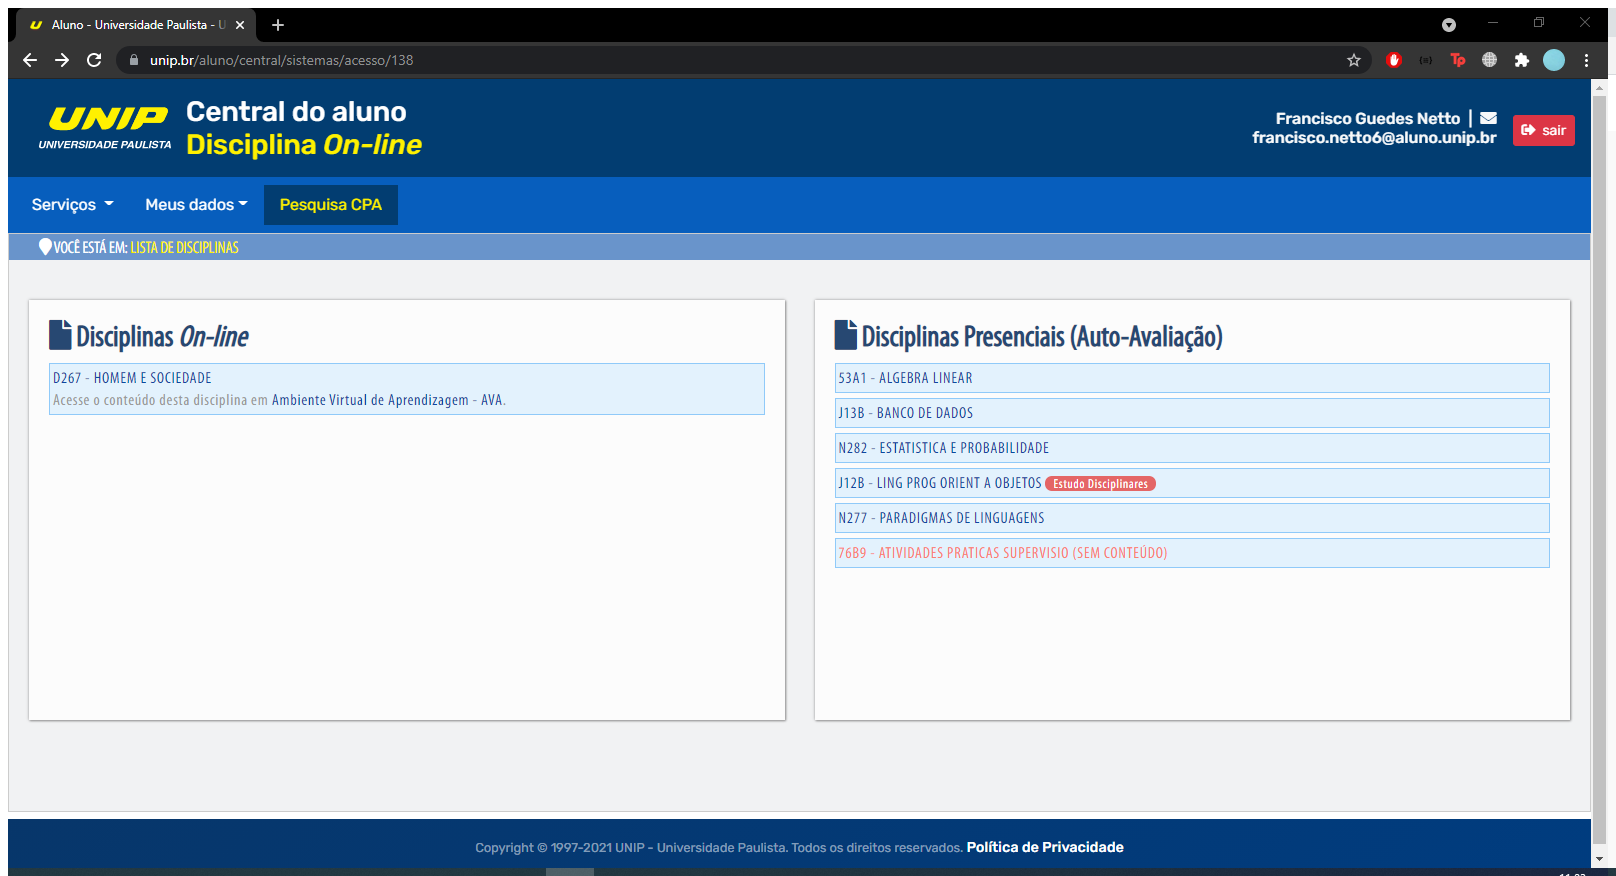 Aluno - Universidade Paulista - U
unip.br/aluno/central/sistemas/acesso/138
UNIP
UNIVERSIDADE PAULISTA
Central do aluno
Disciplina On-line
Francisco Guedes Netto |
francisco.netto6@aluno.unip.br
sair
Serviços
Meus dados
Pesquisa CPA
VOCÊ ESTÁ EM: LISTA DE DISCIPLINAS
Disciplinas On-line
D267 - HOMEM E SOCIEDADE
Acesse o conteúdo desta disciplina em Ambiente Virtual de Aprendizagem - AVA.
Disciplinas Presenciais (Auto-Avaliação)
53A1 - ALGEBRA LINEAR
J13B - BANCO DE DADOS
N282 - ESTATISTICA E PROBABILIDADE
J12B - LING PROG ORIENT A OBJETOS Estudo Disciplinares
N277 - PARADIGMAS DE LINGUAGENS
76B9 - ATIVIDADES PRATICAS SUPERVISIO (SEM CONTEÚDO)
Copyright © 1997-2021 UNIP - Universidade Paulista. Todos os direitos reservados. Política de Privacidade